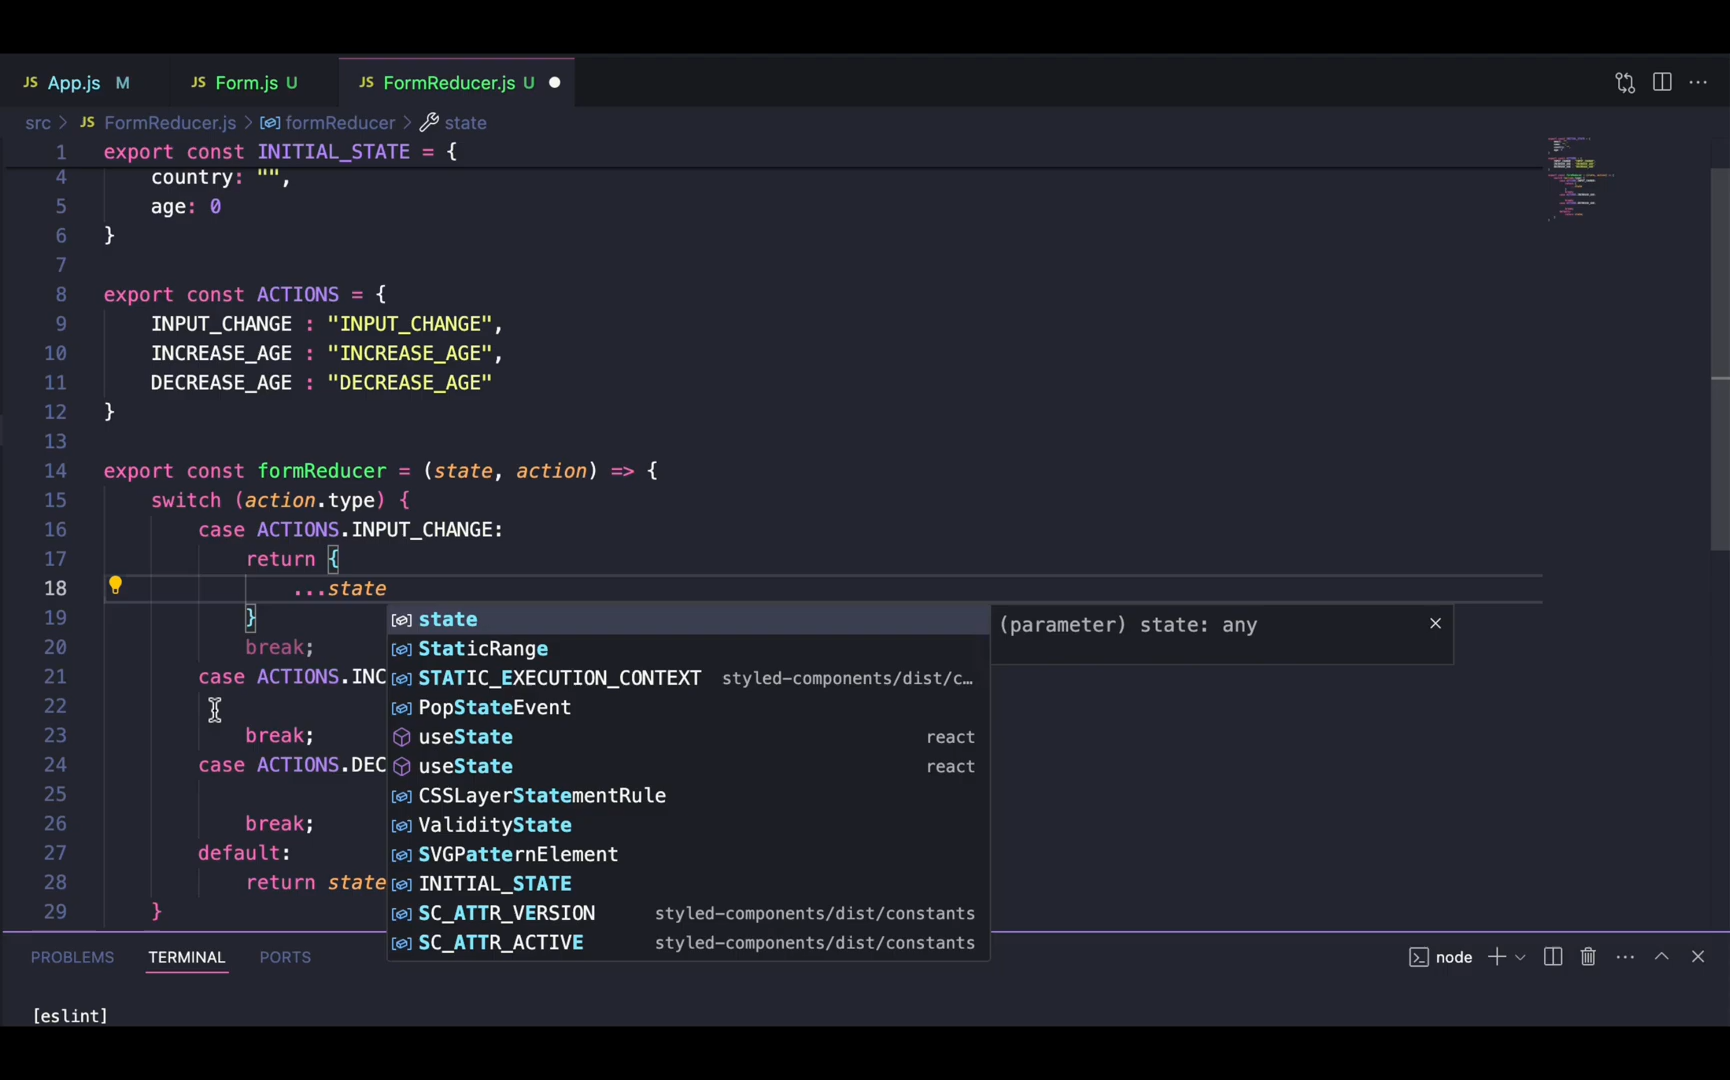 JS App.js M JS Form.js U JS FormReducer.js U
src > JS FormReducer.js > formReducer > state
1 export const INITIAL_STATE = {
4 country: "",
5 age: 0
6 }
7
8 export const ACTIONS = {
9 INPUT_CHANGE : "INPUT_CHANGE",
10 INCREASE_AGE : "INCREASE_AGE",
11 DECREASE_AGE : "DECREASE_AGE"
12 }
13
14 export const formReducer = (state, action) => {
15 switch (action.type) {
16 case ACTIONS.INPUT_CHANGE:
17 return {
18 ...state
19 }
20 break;
21 case ACTIONS.INC
22
23 break;
24 case ACTIONS.DEC
25
26 break;
27 default:
28 return state
29 }
state
StaticRange
STATIC_EXECUTION_CONTEXT styled-components/dist/c…
PopStateEvent
useState react
useState react
CSSLayerStatementRule
ValidityState
SVGPatternElement
INITIAL_STATE
SC_ATTR_VERSION styled-components/dist/constants
SC_ATTR_ACTIVE styled-components/dist/constants
(parameter) state: any
PROBLEMS TERMINAL PORTS node
[eslint]